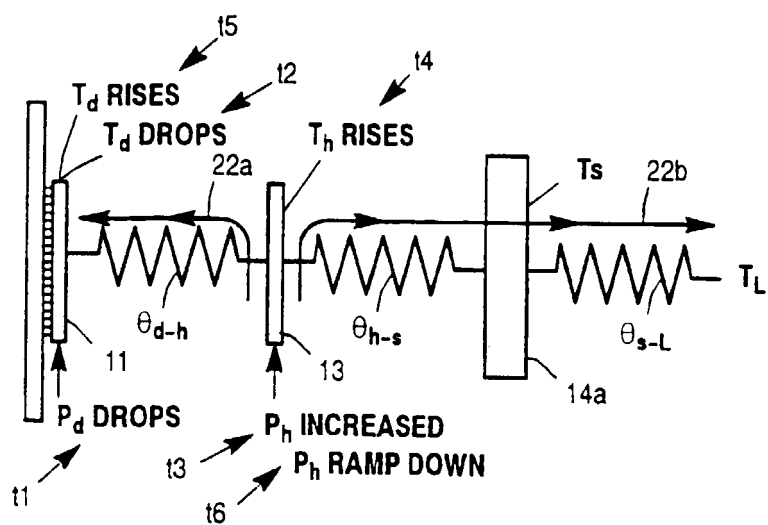 t5
t2
t4
Td RISES
Td DROPS
Th RISES
22a
Ts
22b
θd-h
θh-s
θs-L
TL
11
13
14a
Pd DROPS
Ph INCREASED
Ph RAMP DOWN
t1
t3
t6